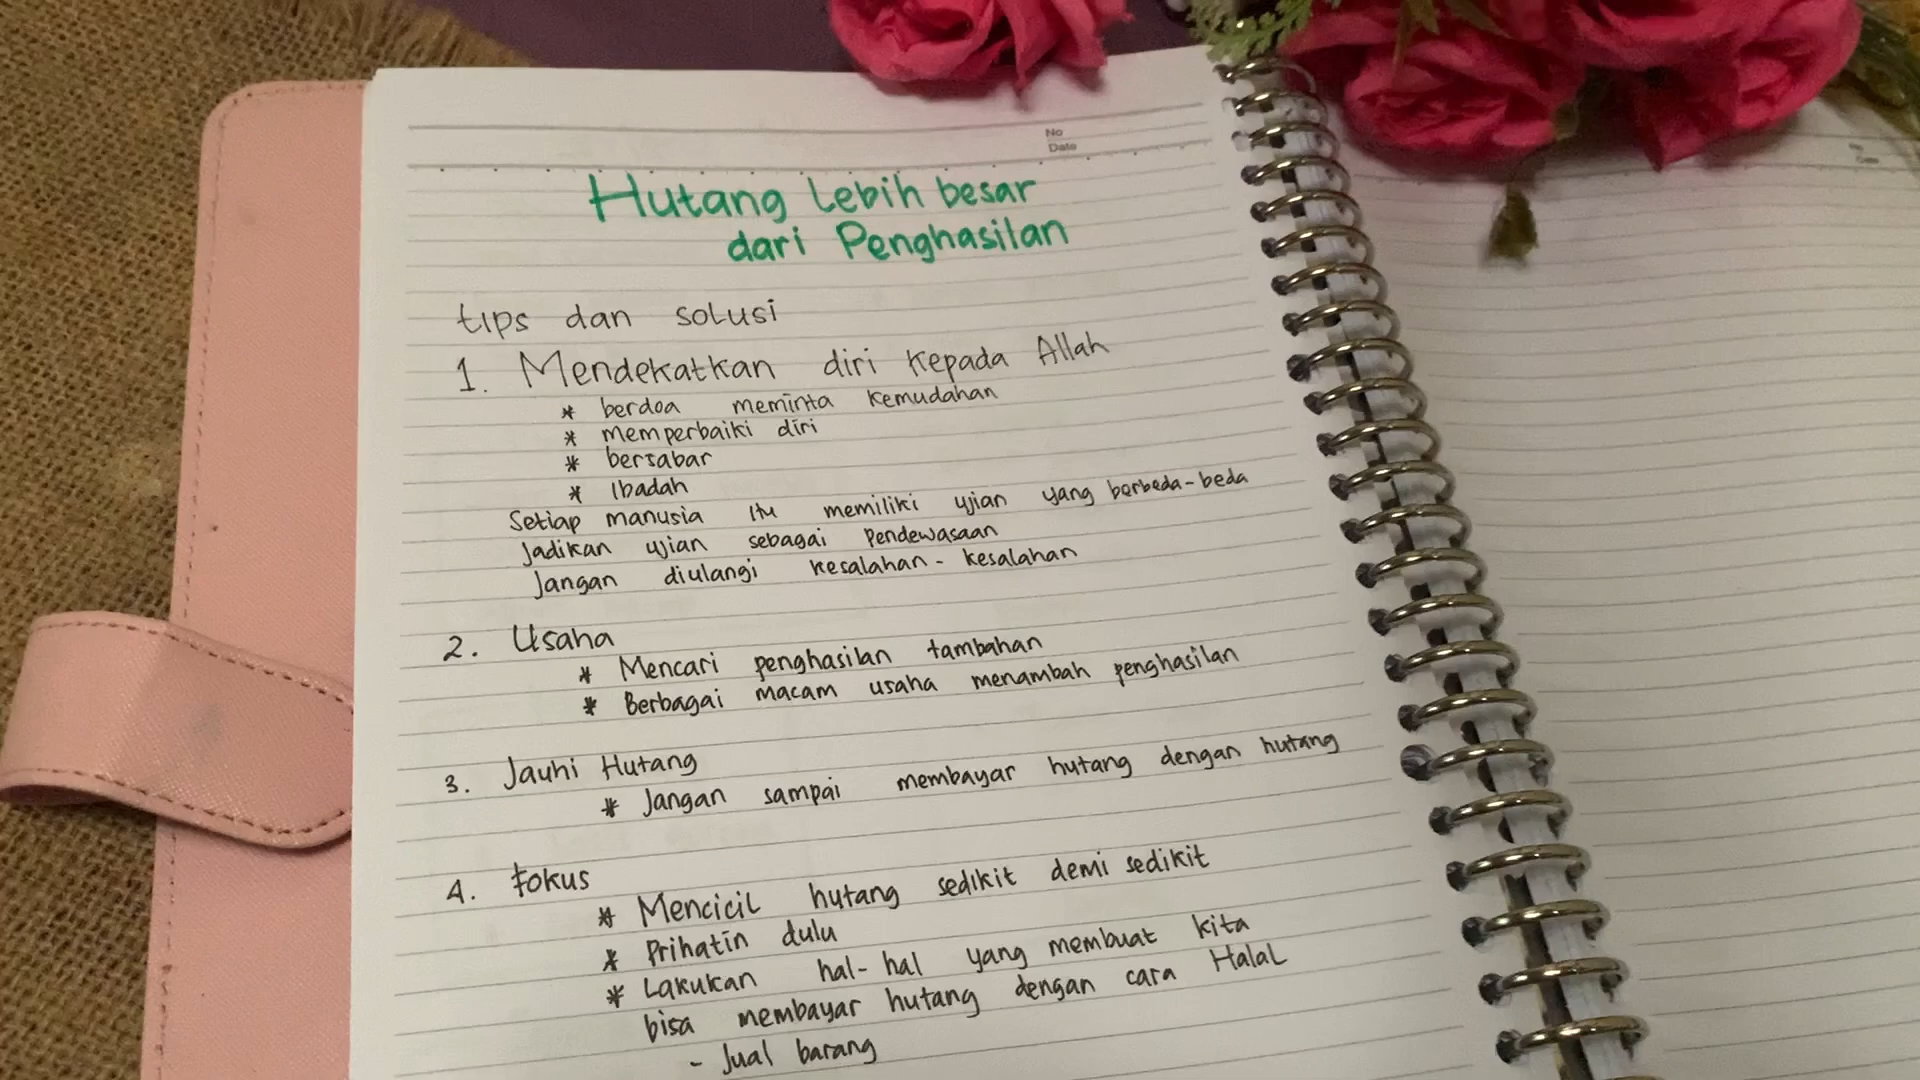 No
Date
Hutang Lebih besar
dari Penghasilan
tips dan solusi
1. Mendekatkan diri kepada Allah
* berdoa meminta kemudahan
* memperbaiki diri
* bersabar
* Ibadah
Setiap manusia itu memiliki ujian yang berbeda-beda
Jadikan ujian sebagai pendewasaan
Jangan diulangi kesalahan - kesalahan
2. Usaha
* Mencari penghasilan tambahan
* Berbagai macam usaha menambah penghasilan
3. Jauhi Hutang
* Jangan sampai membayar hutang dengan hutang
4. fokus
* Mencicil hutang sedikit demi sedikit
* Prihatin dulu
* Lakukan hal-hal yang membuat kita
bisa membayar hutang dengan cara Halal
- Jual barang
No
Date